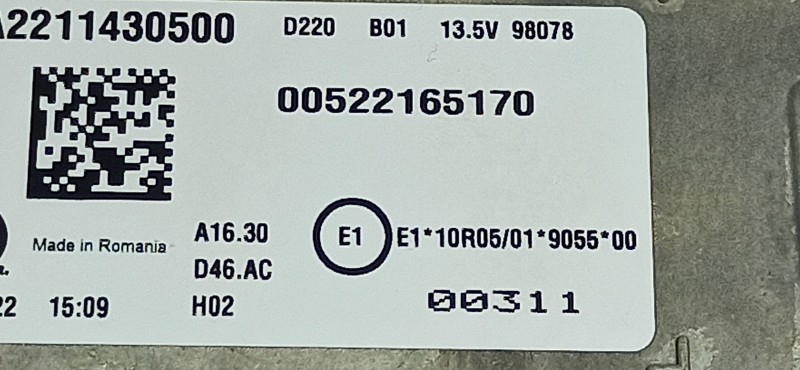 A2211430500 D220 B01 13.5V 98078
00522165170
Made in Romania A16.30 E1 E1*10R05/01*9055*00
D46.AC
22 15:09 H02 00311